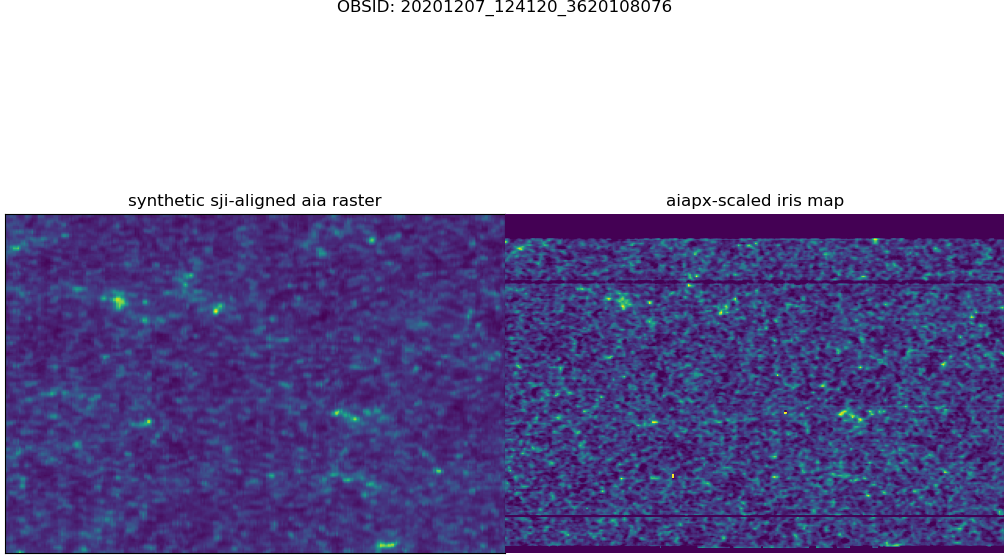 OBSID: 20201207_124120_3620108076
synthetic sji-aligned aia raster
aiapx-scaled iris map